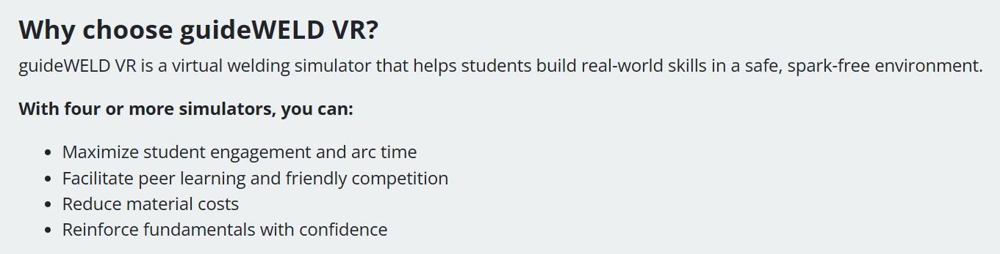 Why choose guideWELD VR?
guideWELD VR is a virtual welding simulator that helps students build real-world skills in a safe, spark-free environment.
With four or more simulators, you can:
• Maximize student engagement and arc time
• Facilitate peer learning and friendly competition
• Reduce material costs
• Reinforce fundamentals with confidence